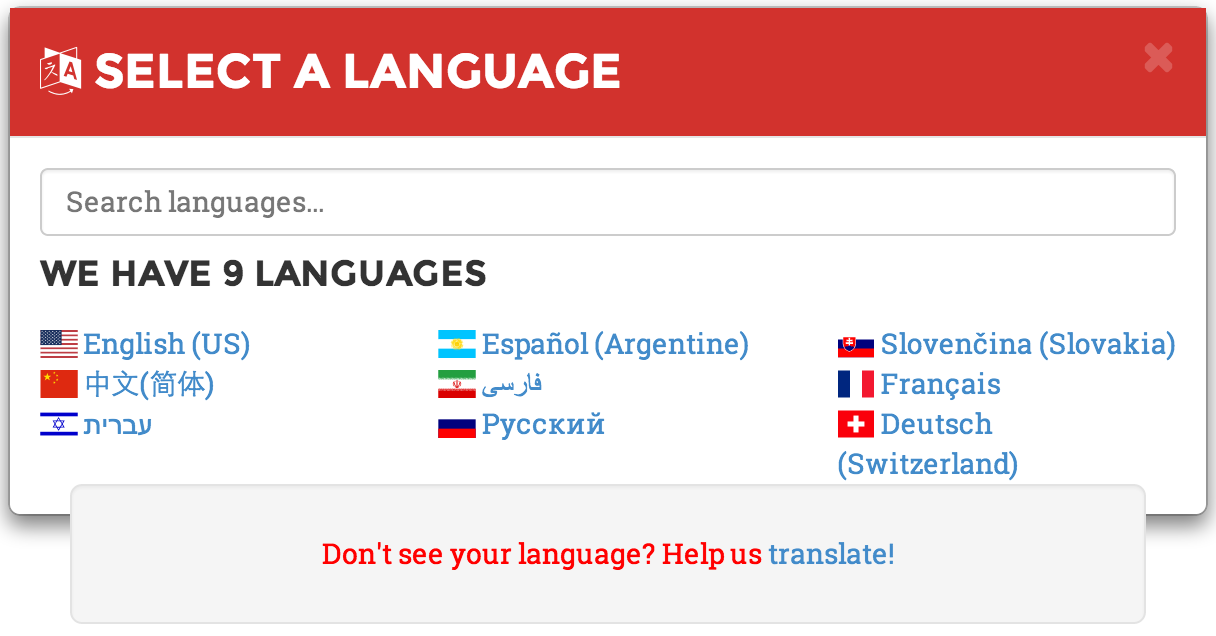 SELECT A LANGUAGE
Search languages...
WE HAVE 9 LANGUAGES
English (US)
Español (Argentine)
Slovenčina (Slovakia)
中文(简体)
فارسی
Français
עברית
Русский
Deutsch
(Switzerland)
Don't see your language? Help us translate!